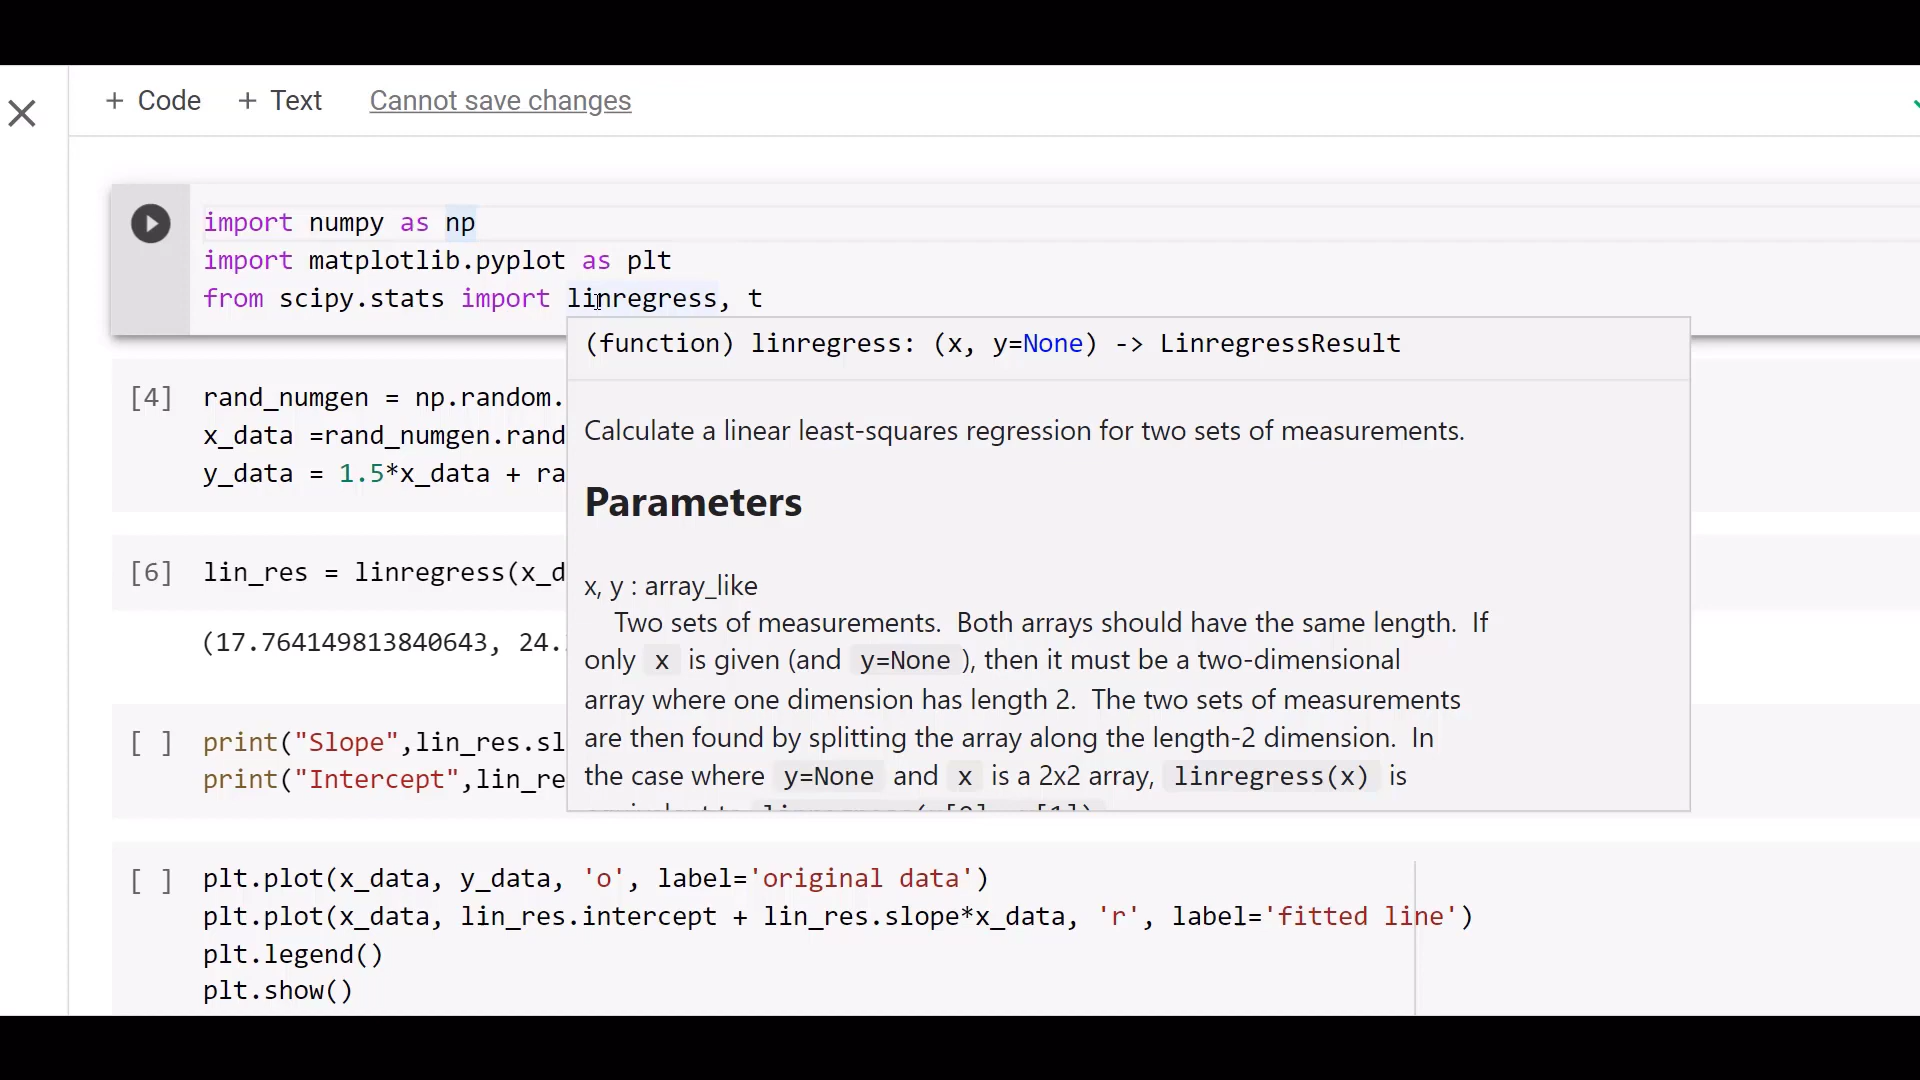 + Code + Text Cannot save changes
import numpy as np
import matplotlib.pyplot as plt
from scipy.stats import linregress, t
(function) linregress: (x, y=None) -> LinregressResult
Calculate a linear least-squares regression for two sets of measurements.
Parameters
x, y : array_like
Two sets of measurements. Both arrays should have the same length. If
only x is given (and y=None ), then it must be a two-dimensional
array where one dimension has length 2. The two sets of measurements
are then found by splitting the array along the length-2 dimension. In
the case where y=None and x is a 2x2 array, linregress(x) is
[4] rand_numgen = np.random.
x_data =rand_numgen.rand
y_data = 1.5*x_data + ra
[6] lin_res = linregress(x_d
(17.764149813840643, 24.
[ ] print("Slope",lin_res.sl
print("Intercept",lin_re
[ ] plt.plot(x_data, y_data, 'o', label='original data')
plt.plot(x_data, lin_res.intercept + lin_res.slope*x_data, 'r', label='fitted line')
plt.legend()
plt.show()